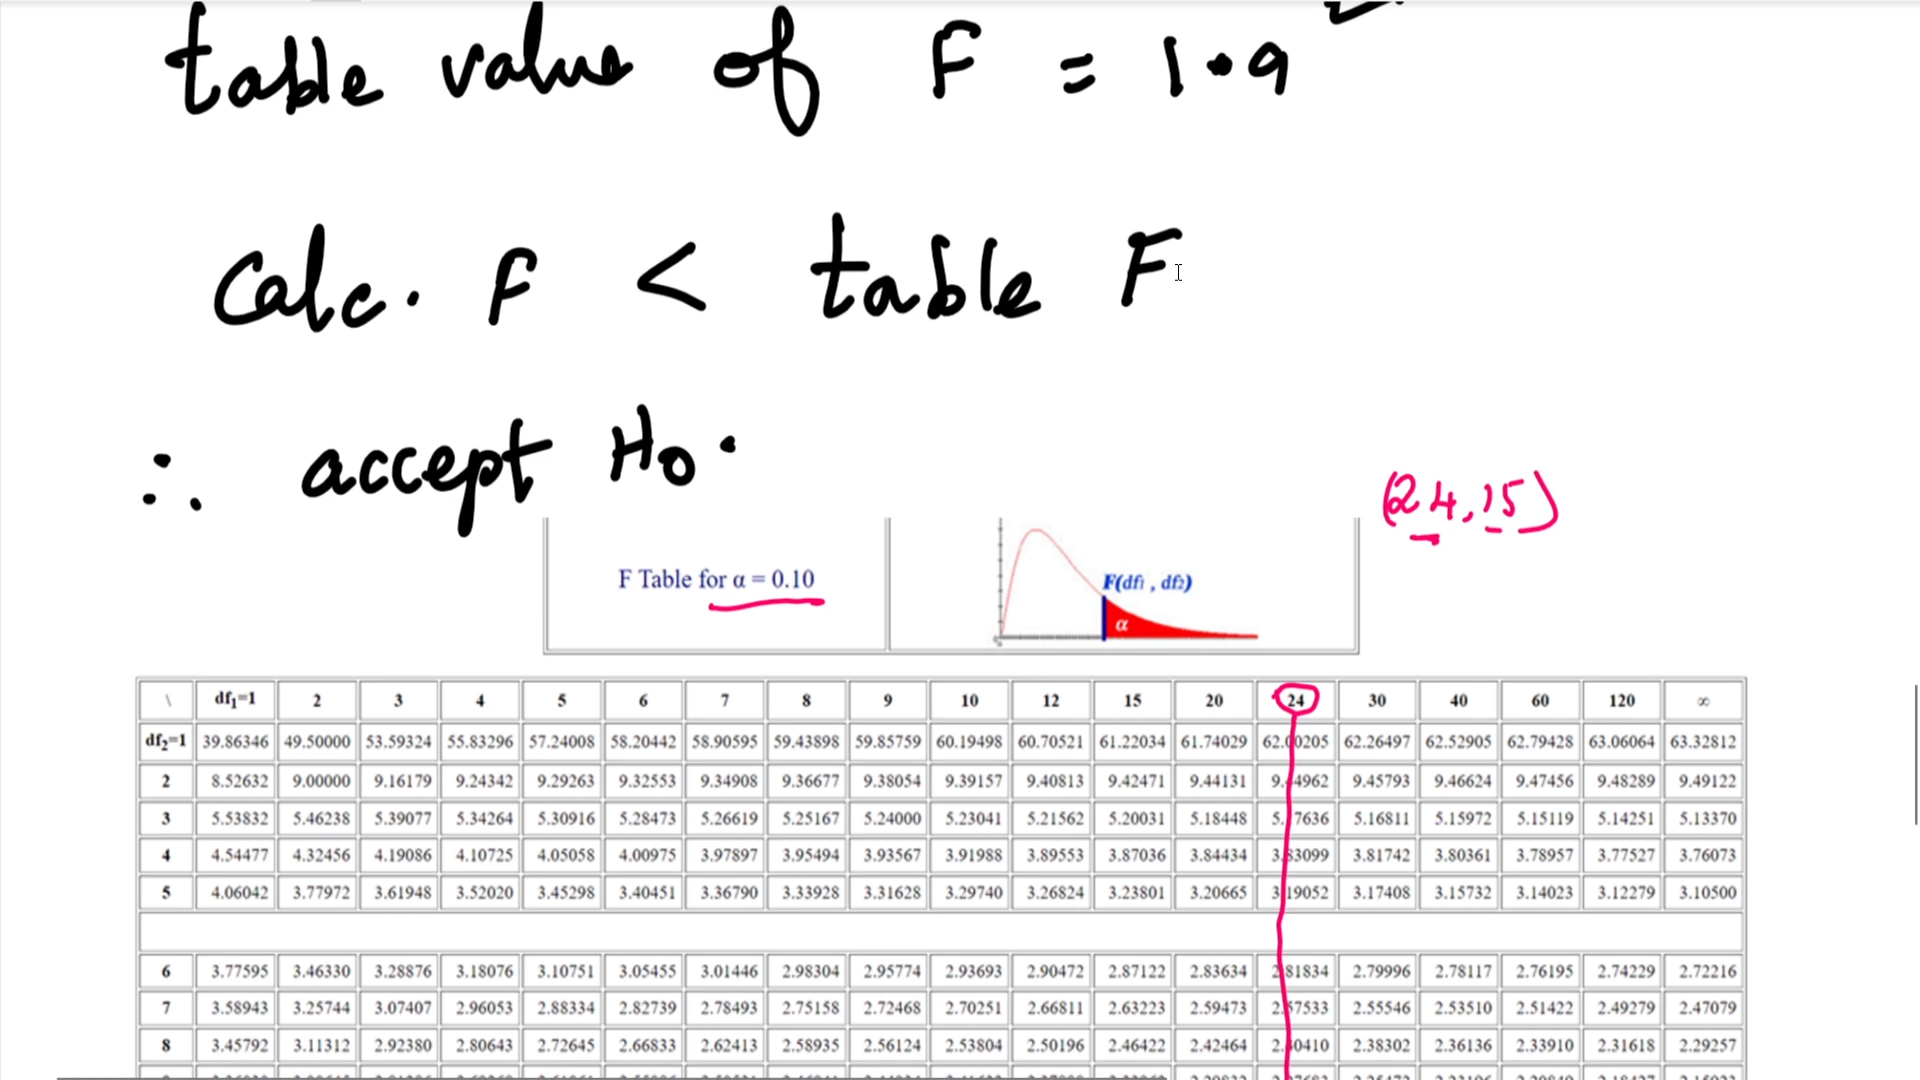 table value of F = 1.9
Calc. F < table F
∴ accept H0.
(24,15)
F Table for α = 0.10
F(df1 , df2)
α
\ df1=1 2 3 4 5 6 7 8 9 10 12 15 20 24 30 40 60 120 ∞
df2=1 39.86346 49.50000 53.59324 55.83296 57.24008 58.20442 58.90595 59.43898 59.85759 60.19498 60.70521 61.22034 61.74029 62.00205 62.26497 62.52905 62.79428 63.06064 63.32812
2 8.52632 9.00000 9.16179 9.24342 9.29263 9.32553 9.34908 9.36677 9.38054 9.39157 9.40813 9.42471 9.44131 9.44962 9.45793 9.46624 9.47456 9.48289 9.49122
3 5.53832 5.46238 5.39077 5.34264 5.30916 5.28473 5.26619 5.25167 5.24000 5.23041 5.21562 5.20031 5.18448 5.17636 5.16811 5.15972 5.15119 5.14251 5.13370
4 4.54477 4.32456 4.19086 4.10725 4.05058 4.00975 3.97897 3.95494 3.93567 3.91988 3.89553 3.87036 3.84434 3.83099 3.81742 3.80361 3.78957 3.77527 3.76073
5 4.06042 3.77972 3.61948 3.52020 3.45298 3.40451 3.36790 3.33928 3.31628 3.29740 3.26824 3.23801 3.20665 3.19052 3.17408 3.15732 3.14023 3.12279 3.10500
6 3.77595 3.46330 3.28876 3.18076 3.10751 3.05455 3.01446 2.98304 2.95774 2.93693 2.90472 2.87122 2.83634 2.81834 2.79996 2.78117 2.76195 2.74229 2.72216
7 3.58943 3.25744 3.07407 2.96053 2.88334 2.82739 2.78493 2.75158 2.72468 2.70251 2.66811 2.63223 2.59473 2.57533 2.55546 2.53510 2.51422 2.49279 2.47079
8 3.45792 3.11312 2.92380 2.80643 2.72645 2.66833 2.62413 2.58935 2.56124 2.53804 2.50196 2.46422 2.42464 2.40410 2.38302 2.36136 2.33910 2.31618 2.29257